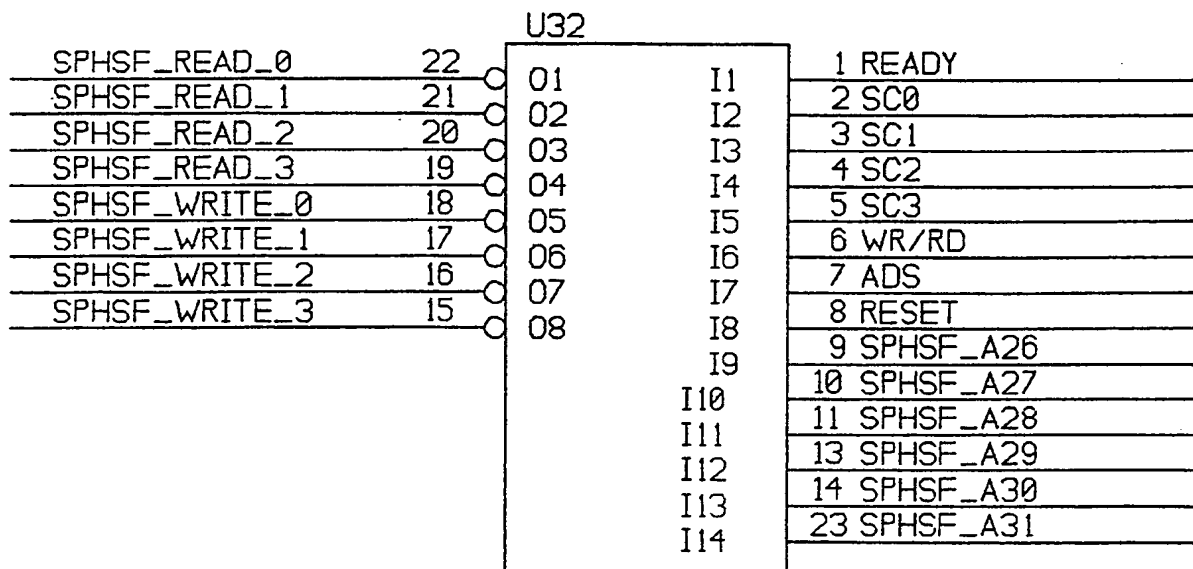 U32
SPHSF_READ_0 22 O1 I1 1 READY
SPHSF_READ_1 21 O2 I2 2 SC0
SPHSF_READ_2 20 O3 I3 3 SC1
SPHSF_READ_3 19 O4 I4 4 SC2
SPHSF_WRITE_0 18 O5 I5 5 SC3
SPHSF_WRITE_1 17 O6 I6 6 WR/RD
SPHSF_WRITE_2 16 O7 I7 7 ADS
SPHSF_WRITE_3 15 O8 I8 8 RESET
I9 9 SPHSF_A26
I10 10 SPHSF_A27
I11 11 SPHSF_A28
I12 13 SPHSF_A29
I13 14 SPHSF_A30
I14 23 SPHSF_A31